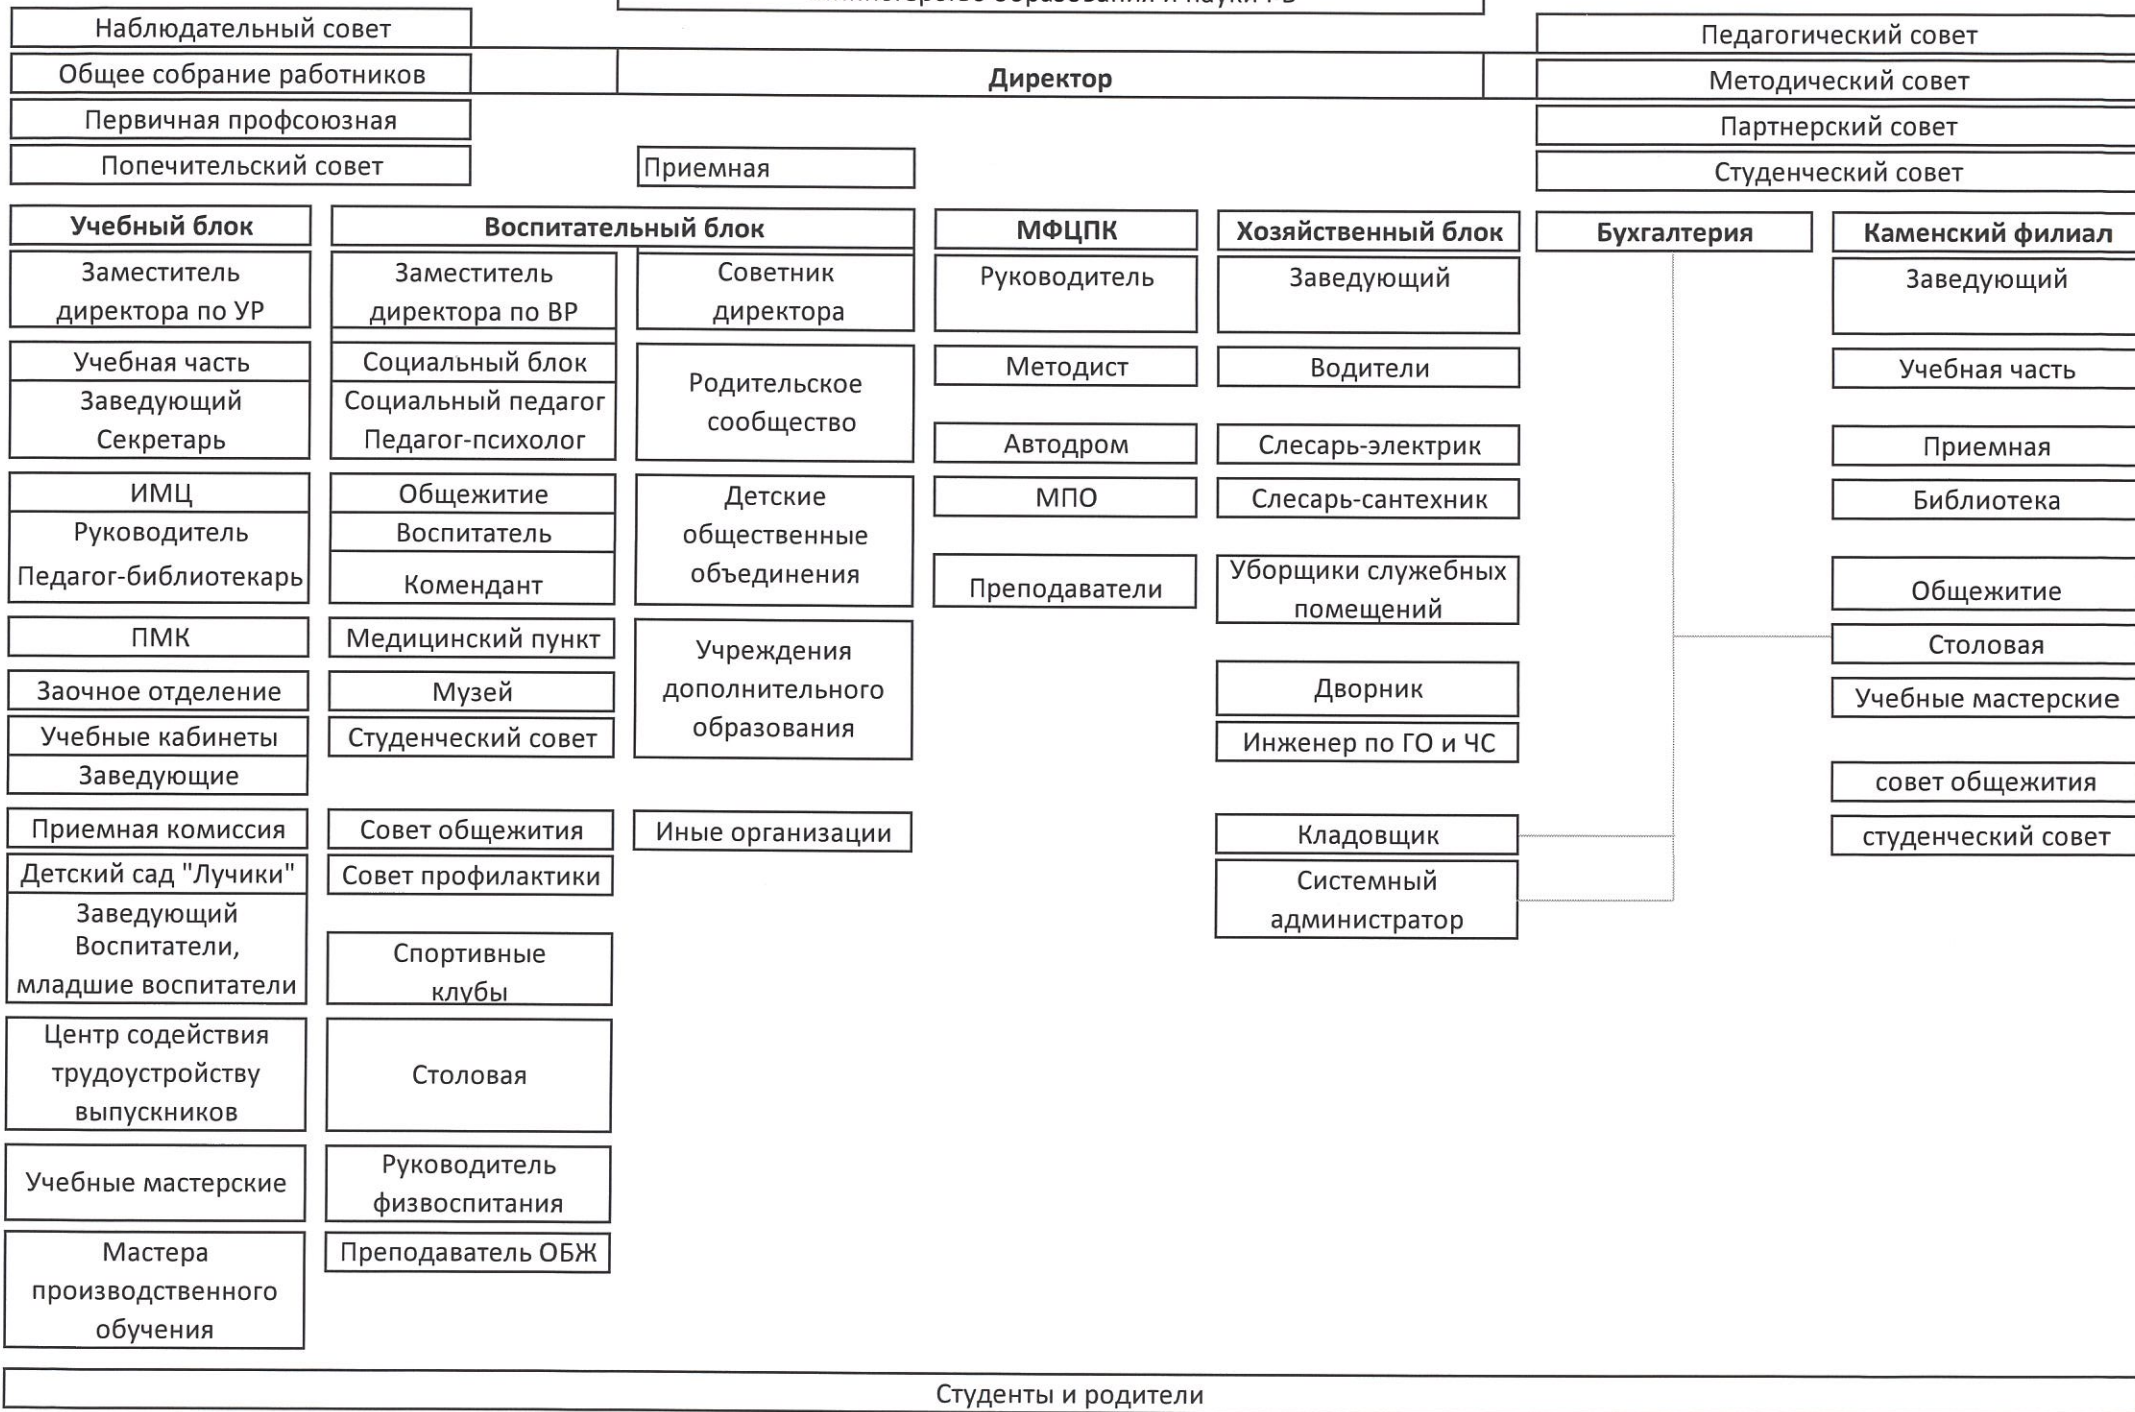 образования и науки РБ
Наблюдательный совет
Общее собрание работников
Первичная профсоюзная
Попечительский совет
Директор
Приемная
Педагогический совет
Методический совет
Партнерский совет
Студенческий совет
Учебный блок
Заместитель
директора по УР
Учебная часть
Заведующий
Секретарь
ИМЦ
Руководитель
Педагог-библиотекарь
ПМК
Заочное отделение
Учебные кабинеты
Заведующие
Приемная комиссия
Детский сад "Лучики"
Заведующий
Воспитатели,
младшие воспитатели
Центр содействия
трудоустройству
выпускников
Учебные мастерские
Мастера
производственного
обучения
Воспитательный блок
Заместитель
директора по ВР
Социальный блок
Социальный педагог
Педагог-психолог
Общежитие
Воспитатель
Комендант
Медицинский пункт
Музей
Студенческий совет
Совет общежития
Совет профилактики
Спортивные
клубы
Столовая
Руководитель
физвоспитания
Преподаватель ОБЖ
Советник
директора
Родительское
сообщество
Детские
общественные
объединения
Учреждения
дополнительного
образования
Иные организации
МФЦПК
Руководитель
Методист
Автодром
МПО
Преподаватели
Хозяйственный блок
Заведующий
Водители
Слесарь-электрик
Слесарь-сантехник
Уборщики служебных
помещений
Дворник
Инженер по ГО и ЧС
Кладовщик
Системный
администратор
Бухгалтерия
Каменский филиал
Заведующий
Учебная часть
Приемная
Библиотека
Общежитие
Столовая
Учебные мастерские
совет общежития
студенческий совет
Студенты и родители